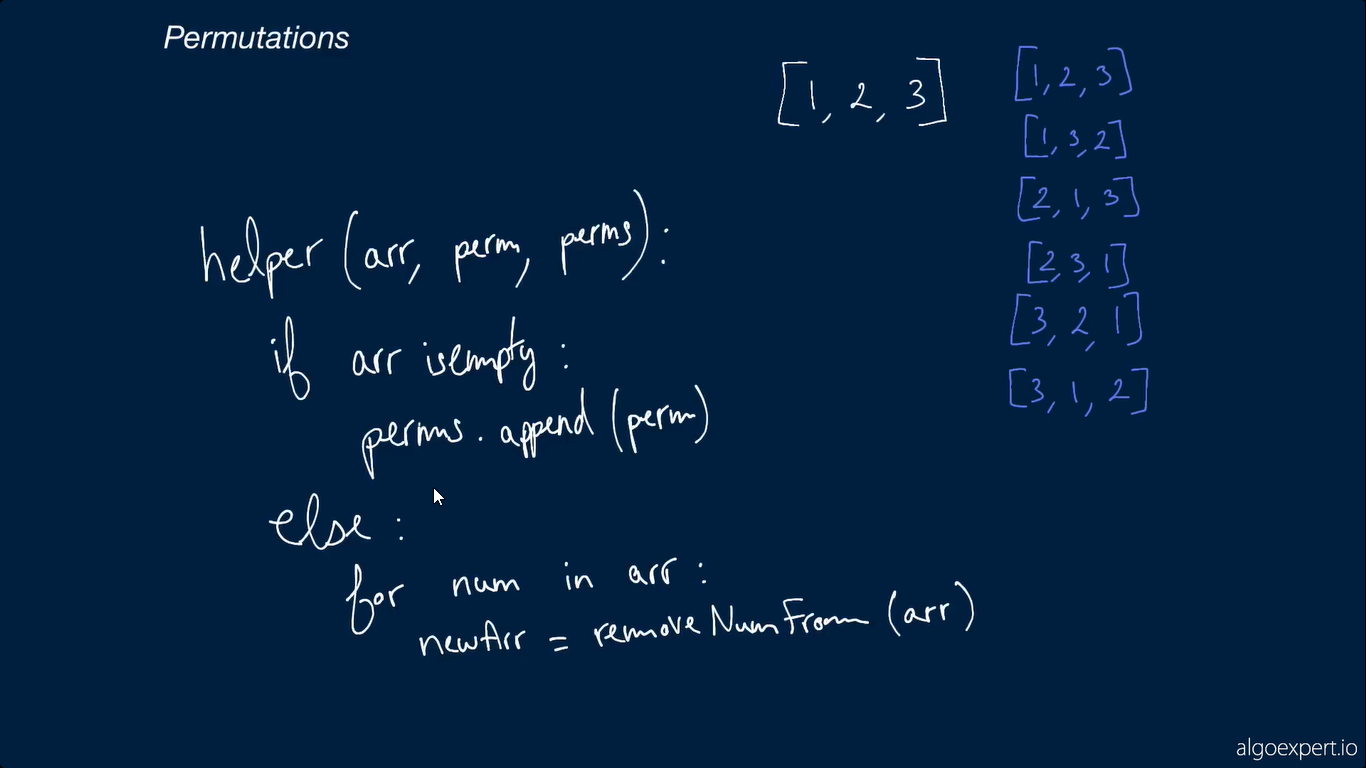 Permutations
[1, 2, 3]
[1, 2, 3]
[1, 3, 2]
[2, 1, 3]
[2, 3, 1]
[3, 2, 1]
[3, 1, 2]
helper (arr, perm, perms):
if arr isempty:
perms.append(perm)
else:
for num in arr:
newArr = removeNumFrom(arr)
algoexpert.io